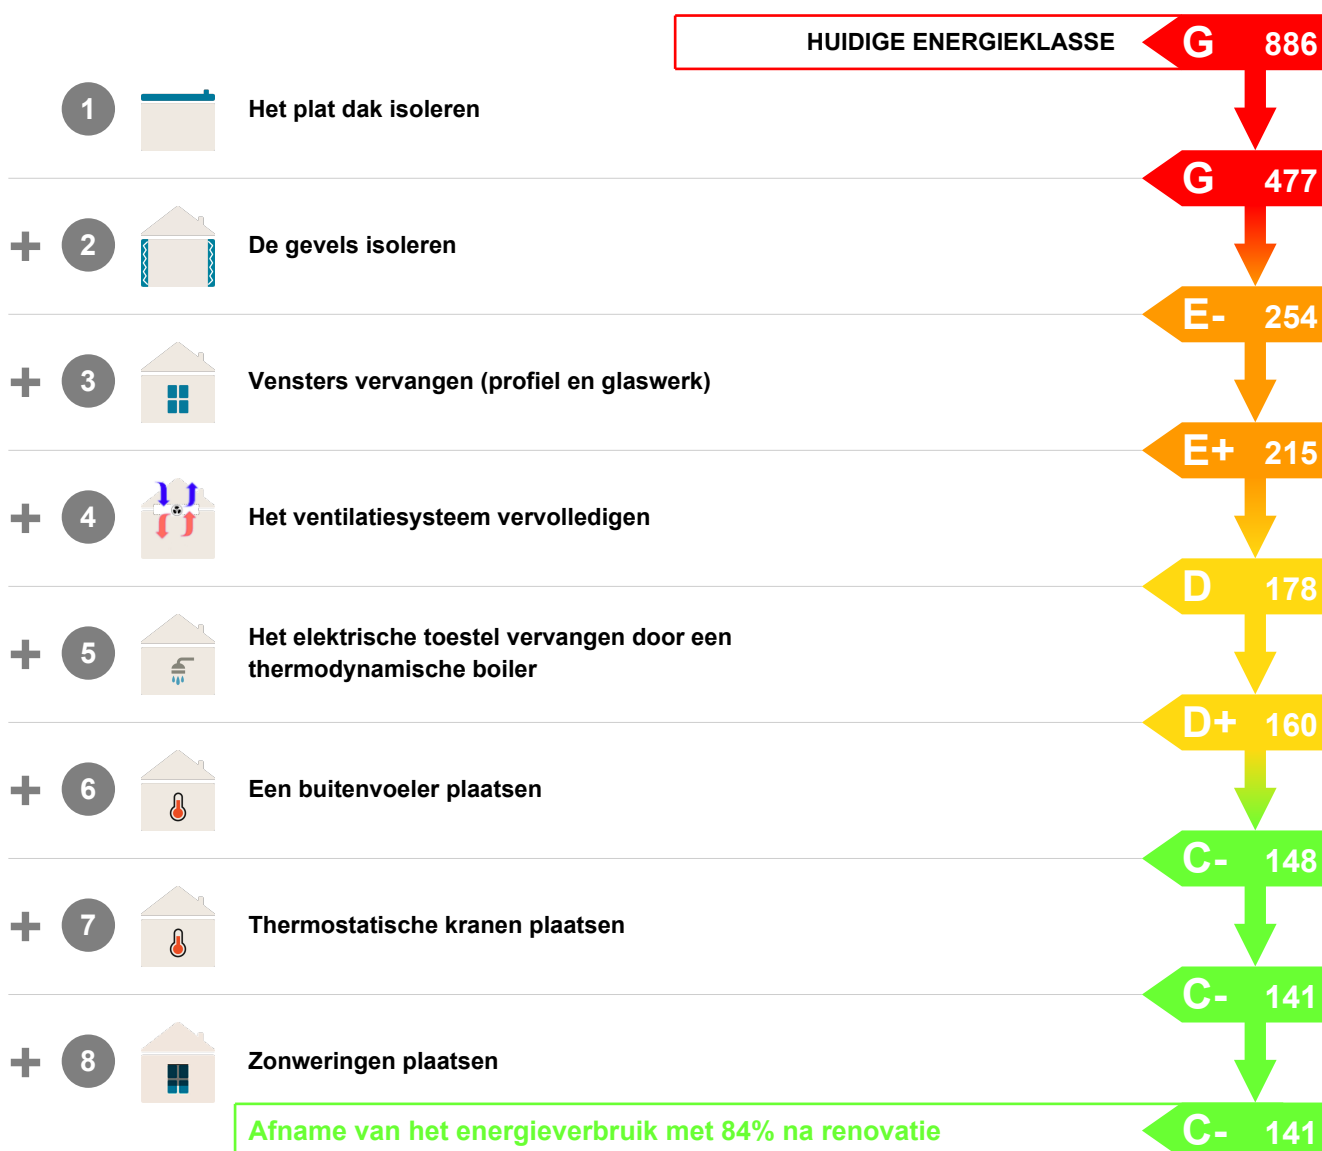 HUIDIGE ENERGIEKLASSE G 886
1 Het plat dak isoleren
G 477
+ 2 De gevels isoleren
E- 254
+ 3 Vensters vervangen (profiel en glaswerk)
E+ 215
+ 4 Het ventilatiesysteem vervolledigen
D 178
+ 5 Het elektrische toestel vervangen door een
thermodynamische boiler
D+ 160
+ 6 Een buitenvoeler plaatsen
C- 148
+ 7 Thermostatische kranen plaatsen
C- 141
+ 8 Zonweringen plaatsen
Afname van het energieverbruik met 84% na renovatie C- 141